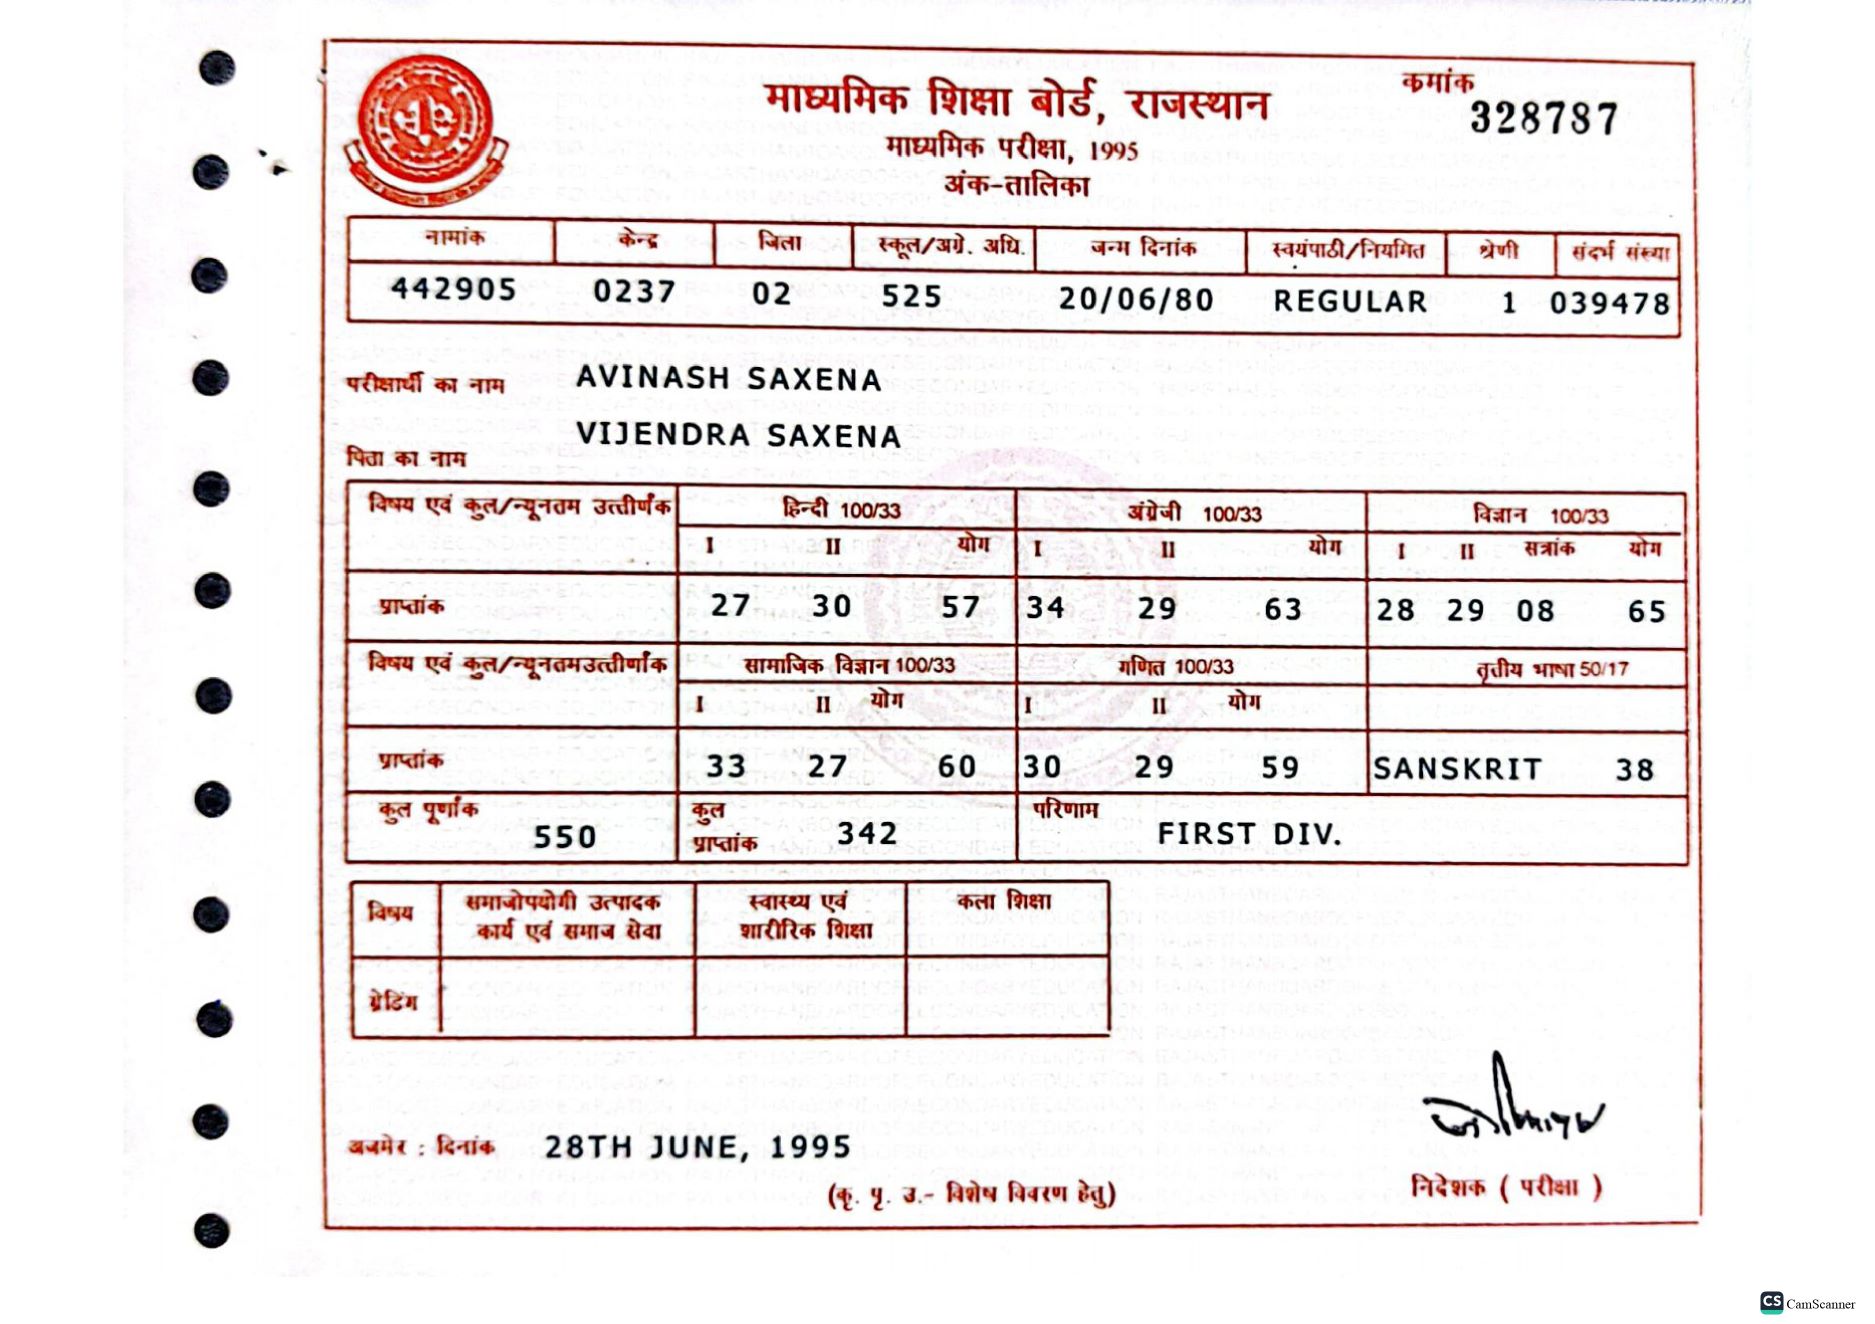 माध्यमिक शिक्षा बोर्ड, राजस्थान
कमांक
328787
माध्यमिक परीक्षा, 1995
अंक-तालिका
नामांक केन्द्र जिला स्कूल/अग्रे. अधि. जन्म दिनांक स्वयंपाठी/नियमित श्रेणी संदर्भ संख्या
442905 0237 02 525 20/06/80 REGULAR 1 039478
परीक्षार्थी का नाम AVINASH SAXENA
VIJENDRA SAXENA
पिता का नाम
विषय एवं कुल/न्यूनतम उत्तीर्णांक हिन्दी 100/33 अंग्रेजी 100/33 विज्ञान 100/33
I II योग I II योग I II सत्रांक योग
प्राप्तांक 27 30 57 34 29 63 28 29 08 65
विषय एवं कुल/न्यूनतमउत्तीर्णांक सामाजिक विज्ञान 100/33 गणित 100/33 तृतीय भाषा 50/17
I II योग I II योग
प्राप्तांक 33 27 60 30 29 59 SANSKRIT 38
कुल पूर्णांक 550 कुल प्राप्तांक 342 परिणाम FIRST DIV.
विषय समाजोपयोगी उत्पादक स्वास्थ्य एवं कला शिक्षा
कार्य एवं समाज सेवा शारीरिक शिक्षा
ग्रेडिंग
अजमेर : दिनांक 28TH JUNE, 1995
(कृ. पृ. उ.- विशेष विवरण हेतु)
निदेशक ( परीक्षा )
CS CamScanner